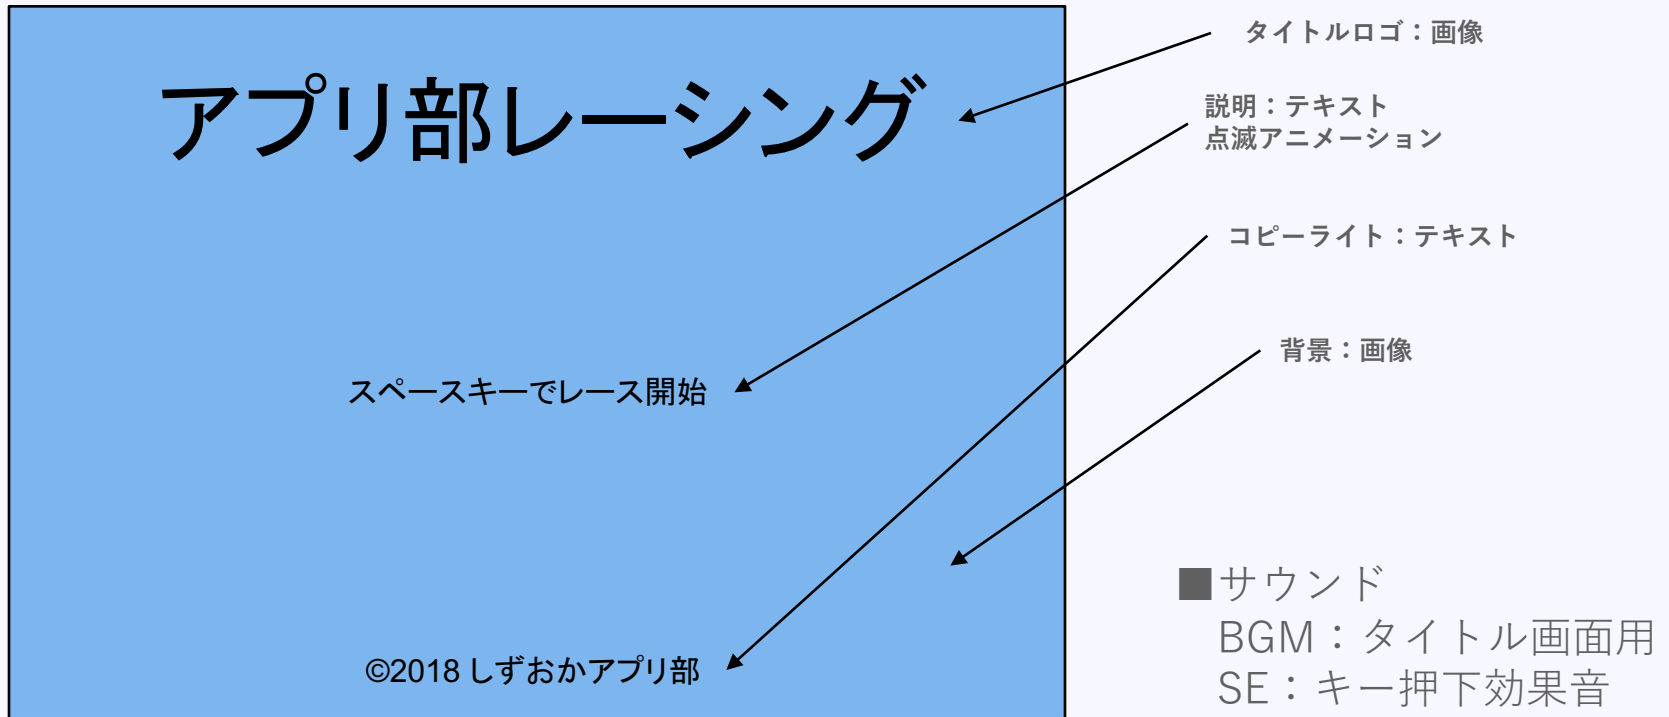 アプリ部レーシング
スペースキーでレース開始
©2018 しずおかアプリ部
タイトルロゴ：画像
説明：テキスト
点滅アニメーション
コピーライト：テキスト
背景：画像
■サウンド
BGM：タイトル画面用
SE：キー押下効果音